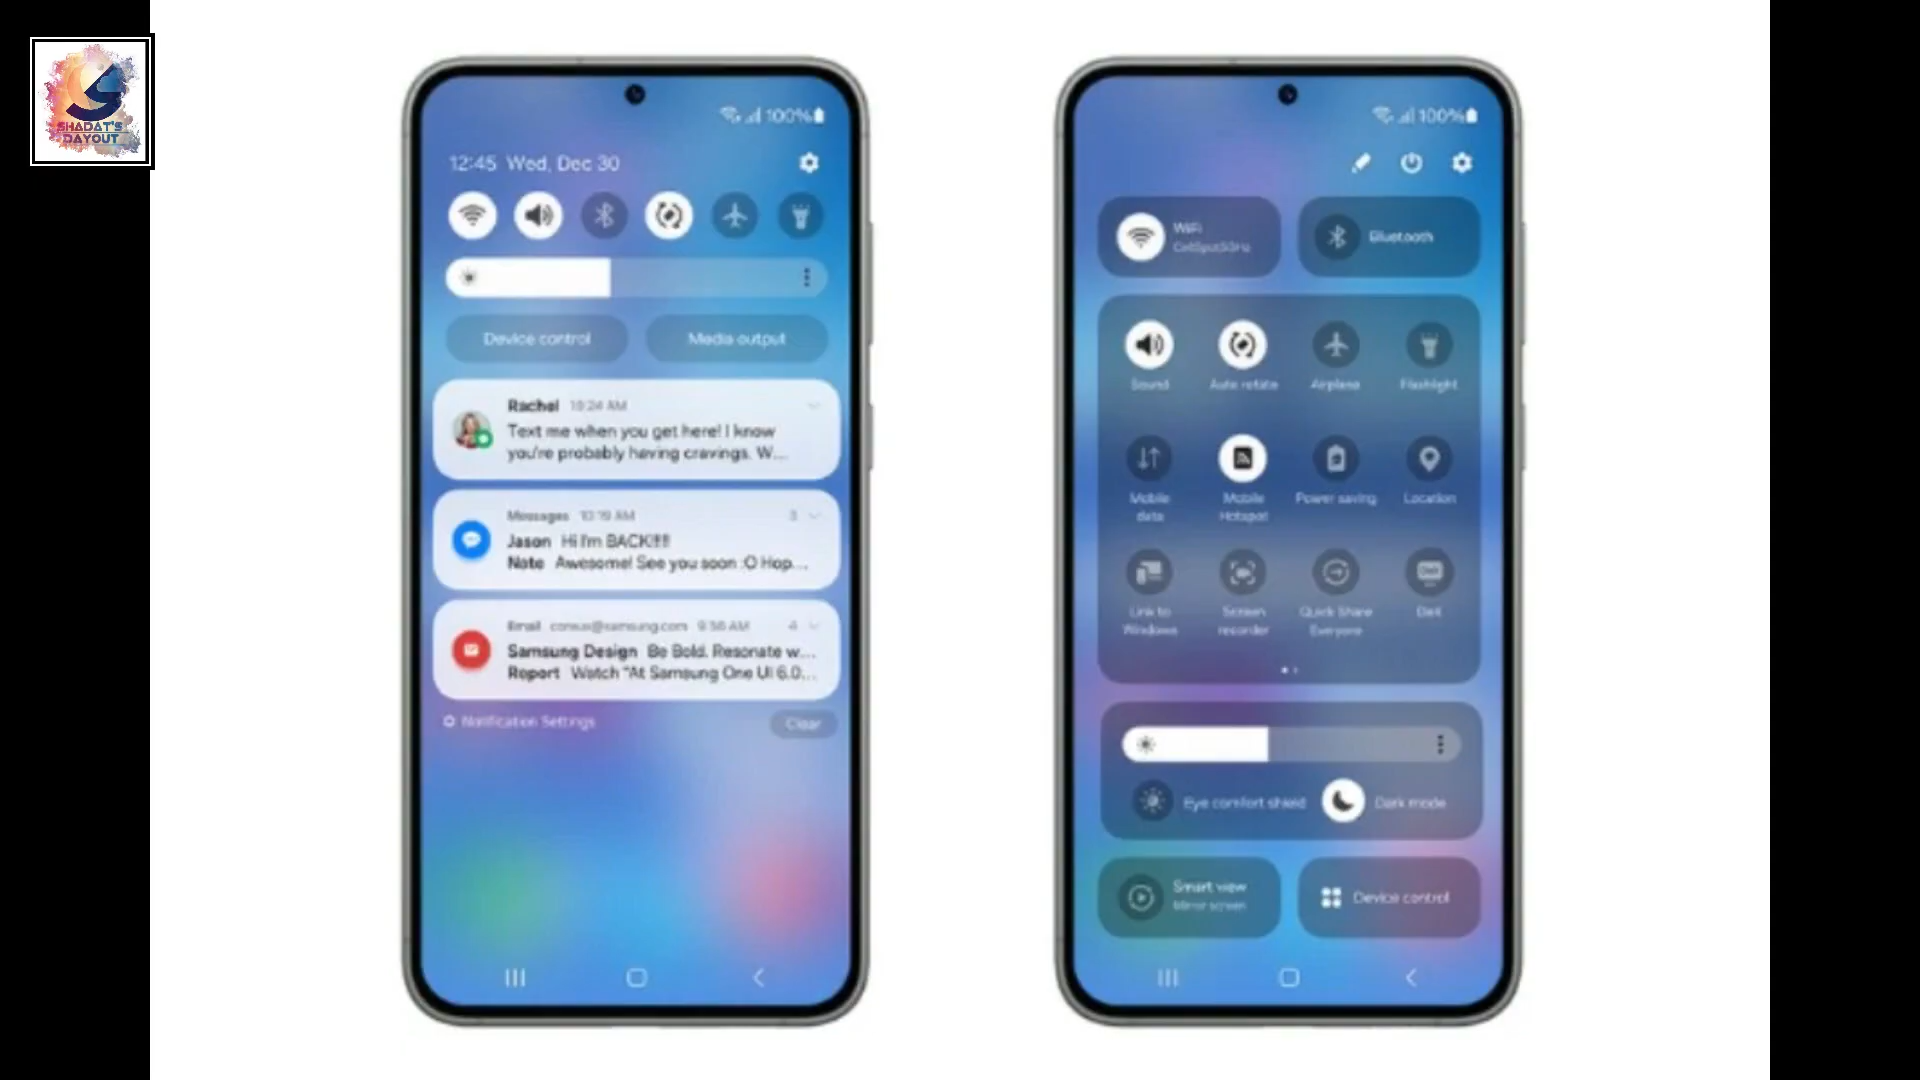 SHADAT'S
DAYOUT
100%
12:45 Wed, Dec 30
Device control
Media output
Rachel 10:24 AM
Text me when you get here! I know
you're probably having cravings. W...
Messages 10:19 AM 3
Jason Hi I'm BACK!!!!
Nate Awesome! See you soon :O Hop...
Email 9:56 AM 4
Samsung Design Be Bold. Resonate w...
Report Watch "At Samsung One UI 6.0...
Notification Settings
Clear
100%
WiFi
Bluetooth
Sound
Auto rotate
Airplane
Flashlight
Mobile
data
Mobile
Hotspot
Power saving
Location
Link to
Windows
Screen
recorder
Quick Share
Everyone
DeX
Eye comfort shield
Dark mode
Smart view
Mirror screen
Device control